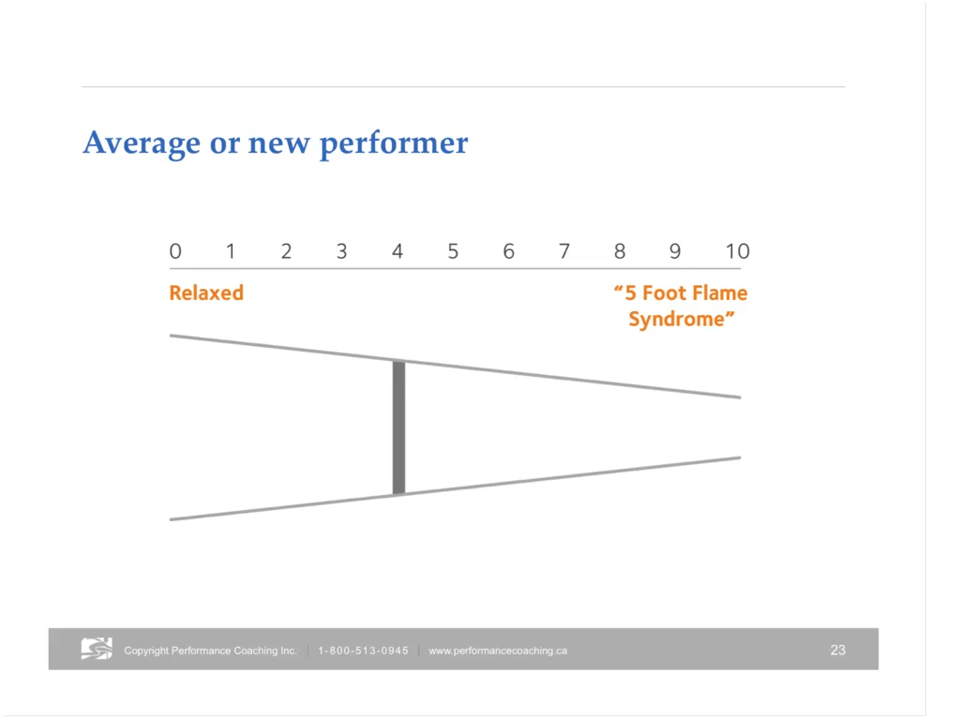 Average or new performer
0 1 2 3 4 5 6 7 8 9 10
Relaxed
“5 Foot Flame
Syndrome”
Copyright Performance Coaching Inc. | 1-800-513-0945 | www.performancecoaching.ca
23